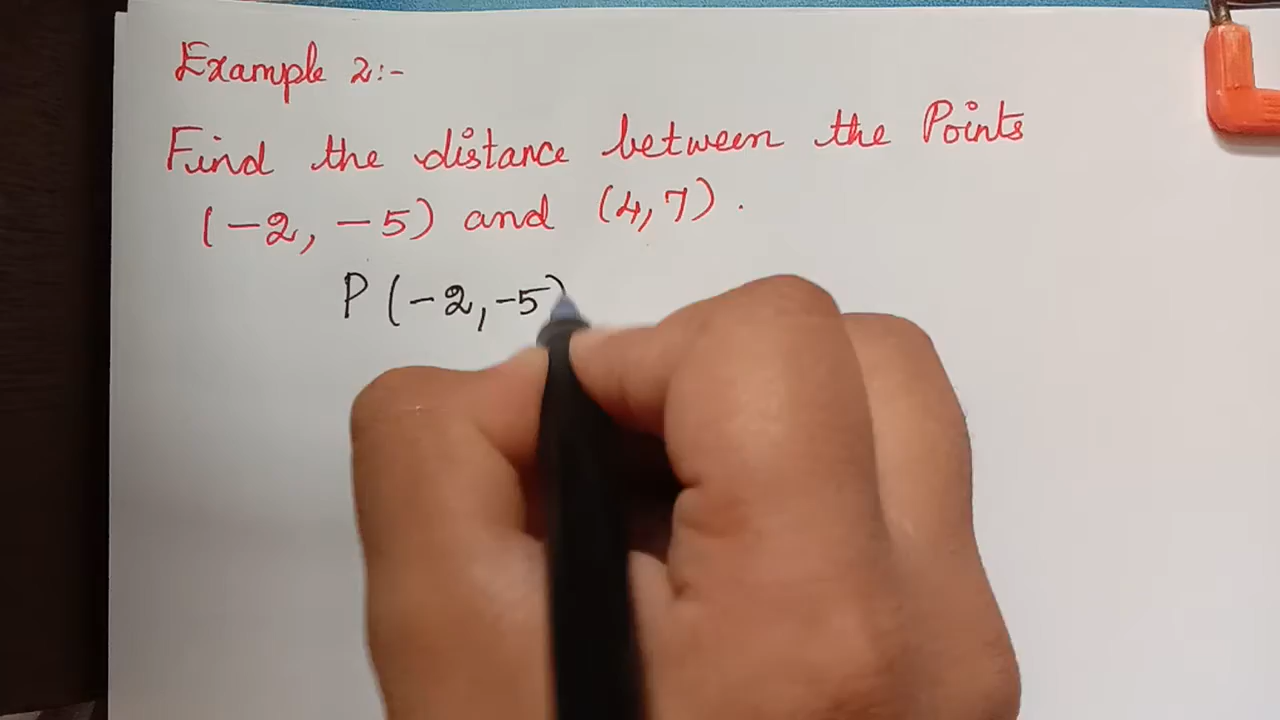 Example 2:-
Find the distance between the Points
(-2, -5) and (4,7).
P (-2, -5)